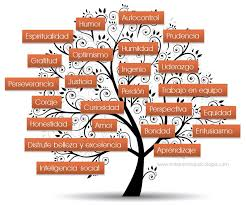 Autocontrol
Humor
Espiritualidad
Prudencia
Humildad
Optimismo
Gratitud
Liderazgo
Ingenio
Perseverancia
Justicia
Trabajo en equipo
Perdón
Coraje
Curiosidad
Perspectiva
Equidad
Honestidad
Amor
Bondad
Entusiasmo
Disfrute belleza y excelencia
Aprendizaje
Inteligencia social